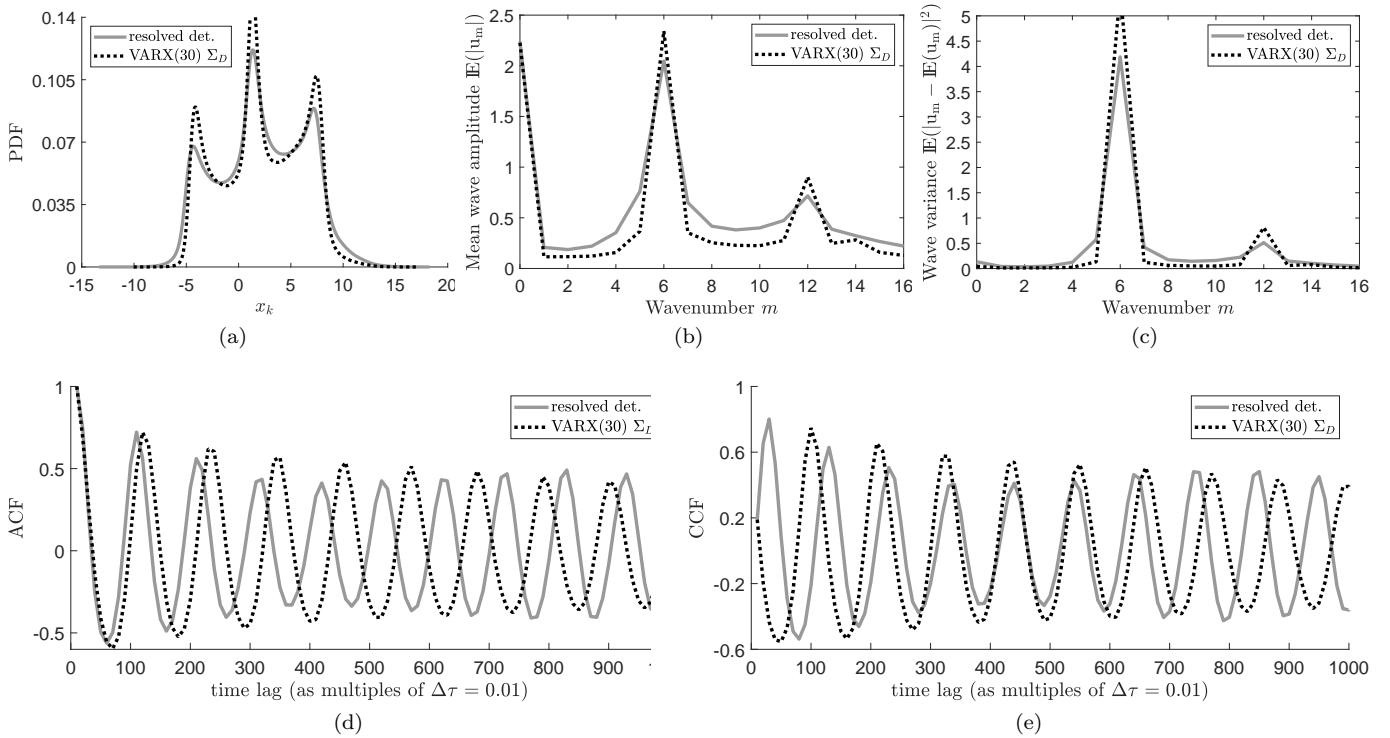 0.14
0.105
0.07
0.035
0
-15 -10 -5 0 5 10 15 20
PDF
x_k
resolved det.
VARX(30) Σ_D
(a)
2.5
2
1.5
1
0.5
0
0 2 4 6 8 10 12 14 16
Mean wave amplitude 𝔼(|u_m|)
Wavenumber m
resolved det.
VARX(30) Σ_D
(b)
5
4.5
4
3.5
3
2.5
2
1.5
1
0.5
0
0 2 4 6 8 10 12 14 16
Wave variance 𝔼(|u_m − 𝔼(u_m)|²)
Wavenumber m
resolved det.
VARX(30) Σ_D
(c)
1
0.5
0
-0.5
0 100 200 300 400 500 600 700 800 900
ACF
time lag (as multiples of Δτ = 0.01)
resolved det.
VARX(30) Σ
(d)
1
0.6
0.2
-0.2
-0.6
0 100 200 300 400 500 600 700 800 900 1000
CCF
time lag (as multiples of Δτ = 0.01)
resolved det.
VARX(30) Σ_D
(e)